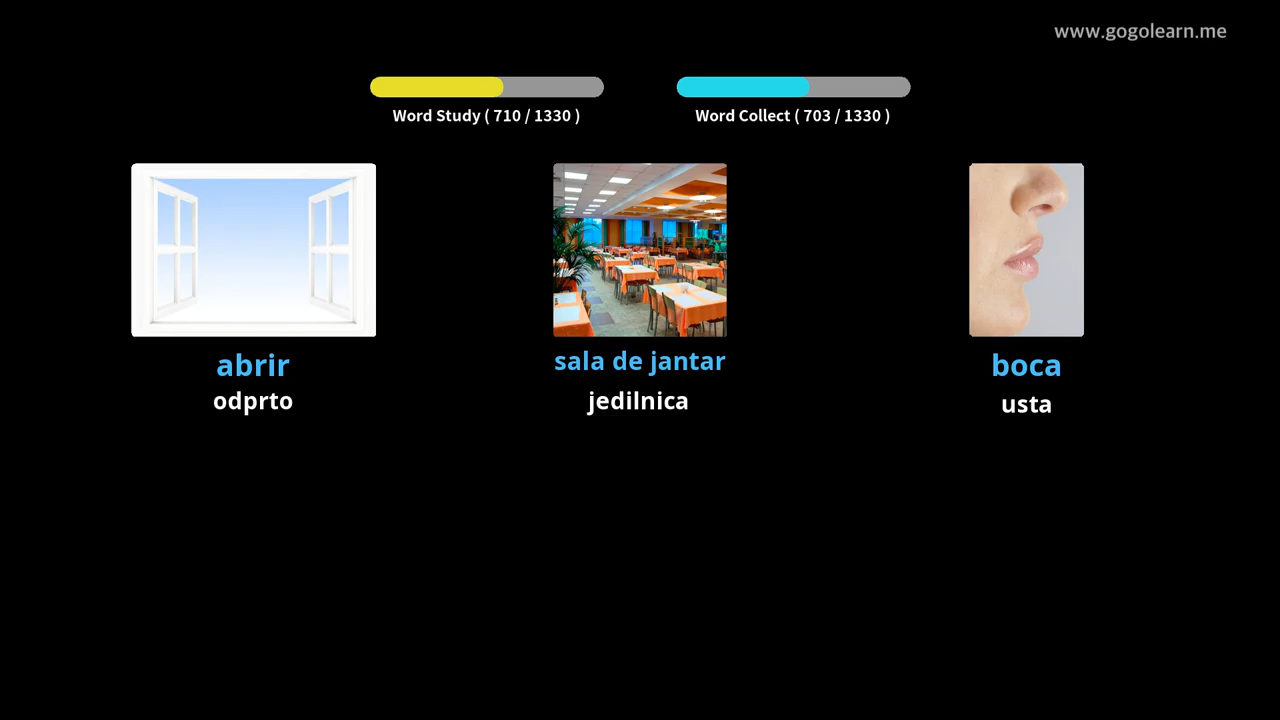 www.gogolearn.me
Word Study ( 710 / 1330 )
Word Collect ( 703 / 1330 )
abrir
odprto
sala de jantar
jedilnica
boca
usta